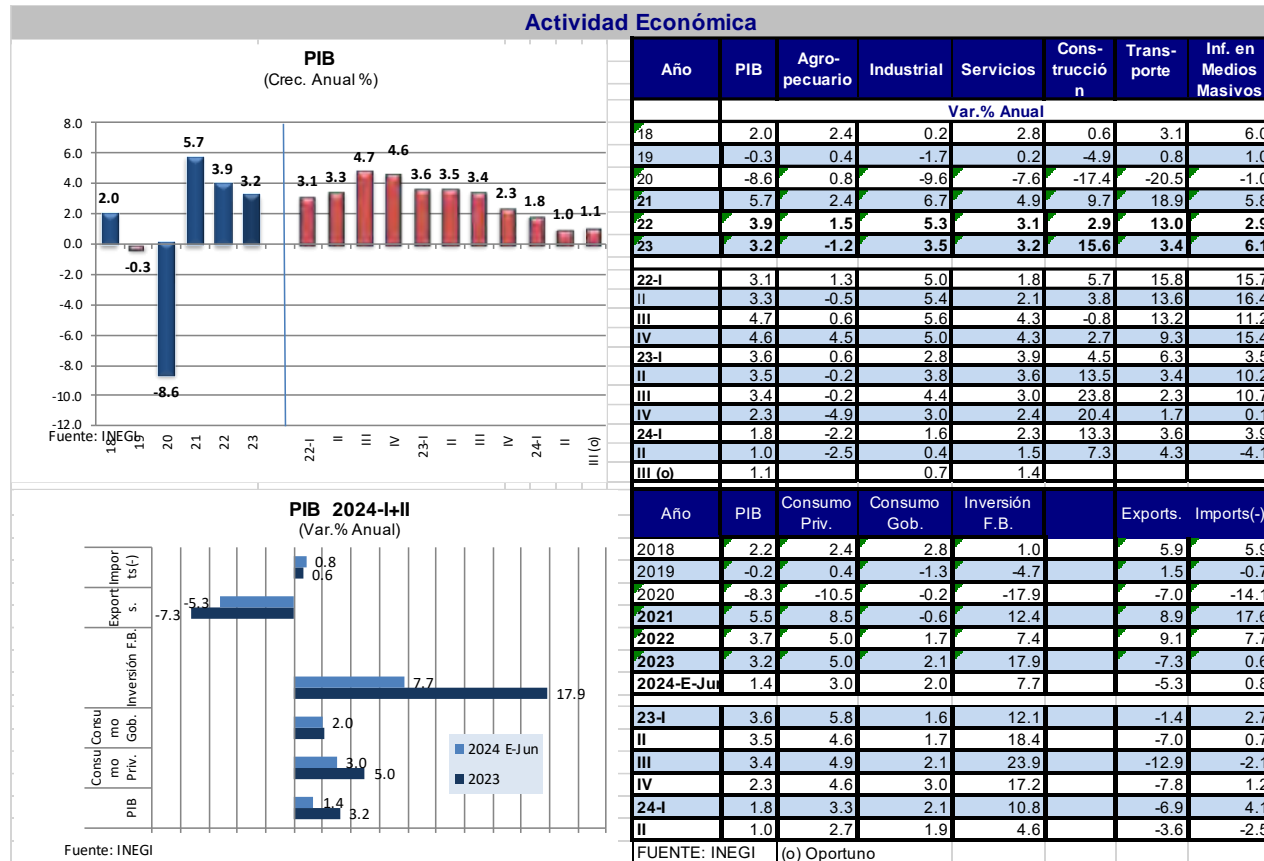 Actividad Económica
PIB
(Crec. Anual %)
8.0
6.0
4.0
2.0
0.0
-2.0
-4.0
-6.0
-8.0
-10.0
-12.0
2.0
-0.3
-8.6
5.7
3.9
3.2
3.1
3.3
4.7
4.6
3.6
3.5
3.4
2.3
1.8
1.0
1.1
18
19
20
21
22
23
22-I
II
III
IV
23-I
II
III
IV
24-I
II
III (o)
Fuente: INEGI
Año PIB Agro-pecuario Industrial Servicios Cons-trucción Trans-porte Inf. en Medios Masivos
Var.% Anual
18 2.0 2.4 0.2 2.8 0.6 3.1 6.0
19 -0.3 0.4 -1.7 0.2 -4.9 0.8 1.0
20 -8.6 0.8 -9.6 -7.6 -17.4 -20.5 -1.0
21 5.7 2.4 6.7 4.9 9.7 18.9 5.8
22 3.9 1.5 5.3 3.1 2.9 13.0 2.9
23 3.2 -1.2 3.5 3.2 15.6 3.4 6.1
22-I 3.1 1.3 5.0 1.8 5.7 15.8 15.7
II 3.3 -0.5 5.4 2.1 3.8 13.6 16.4
III 4.7 0.6 5.6 4.3 -0.8 13.2 11.2
IV 4.6 4.5 5.0 4.3 2.7 9.3 15.4
23-I 3.6 0.6 2.8 3.9 4.5 6.3 3.5
II 3.5 -0.2 3.8 3.6 13.5 3.4 10.2
III 3.4 -0.2 4.4 3.0 23.8 2.3 10.7
IV 2.3 -4.9 3.0 2.4 20.4 1.7 0.1
24-I 1.8 -2.2 1.6 2.3 13.3 3.6 3.9
II 1.0 -2.5 0.4 1.5 7.3 4.3 -4.1
III (o) 1.1 0.7 1.4
PIB 2024-I+II
(Var.% Anual)
Imports(-)
0.8
0.6
Exports.
-5.3
-7.3
Inversión F.B.
7.7
17.9
Consumo Gob.
2.0
Consumo Priv.
3.0
5.0
PIB
1.4
3.2
2024 E-Jun
2023
Fuente: INEGI
Año PIB Consumo Priv. Consumo Gob. Inversión F.B. Exports. Imports(-)
2018 2.2 2.4 2.8 1.0 5.9 5.9
2019 -0.2 0.4 -1.3 -4.7 1.5 -0.7
2020 -8.3 -10.5 -0.2 -17.9 -7.0 -14.1
2021 5.5 8.5 -0.6 12.4 8.9 17.6
2022 3.7 5.0 1.7 7.4 9.1 7.7
2023 3.2 5.0 2.1 17.9 -7.3 0.6
2024-E-Jun 1.4 3.0 2.0 7.7 -5.3 0.8
23-I 3.6 5.8 1.6 12.1 -1.4 2.7
II 3.5 4.6 1.7 18.4 -7.0 0.7
III 3.4 4.9 2.1 23.9 -12.9 -2.1
IV 2.3 4.6 3.0 17.2 -7.8 1.2
24-I 1.8 3.3 2.1 10.8 -6.9 4.1
II 1.0 2.7 1.9 4.6 -3.6 -2.5
FUENTE: INEGI (o) Oportuno